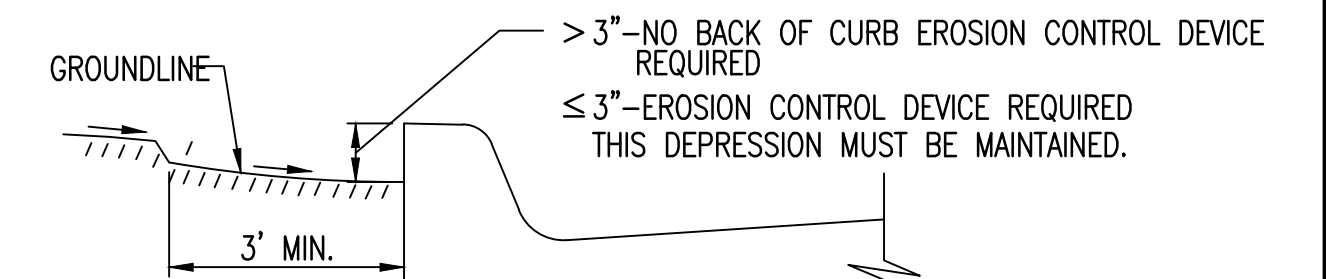 > 3"-NO BACK OF CURB EROSION CONTROL DEVICE
REQUIRED
GROUNDLINE
≤ 3"-EROSION CONTROL DEVICE REQUIRED
THIS DEPRESSION MUST BE MAINTAINED.
3' MIN.